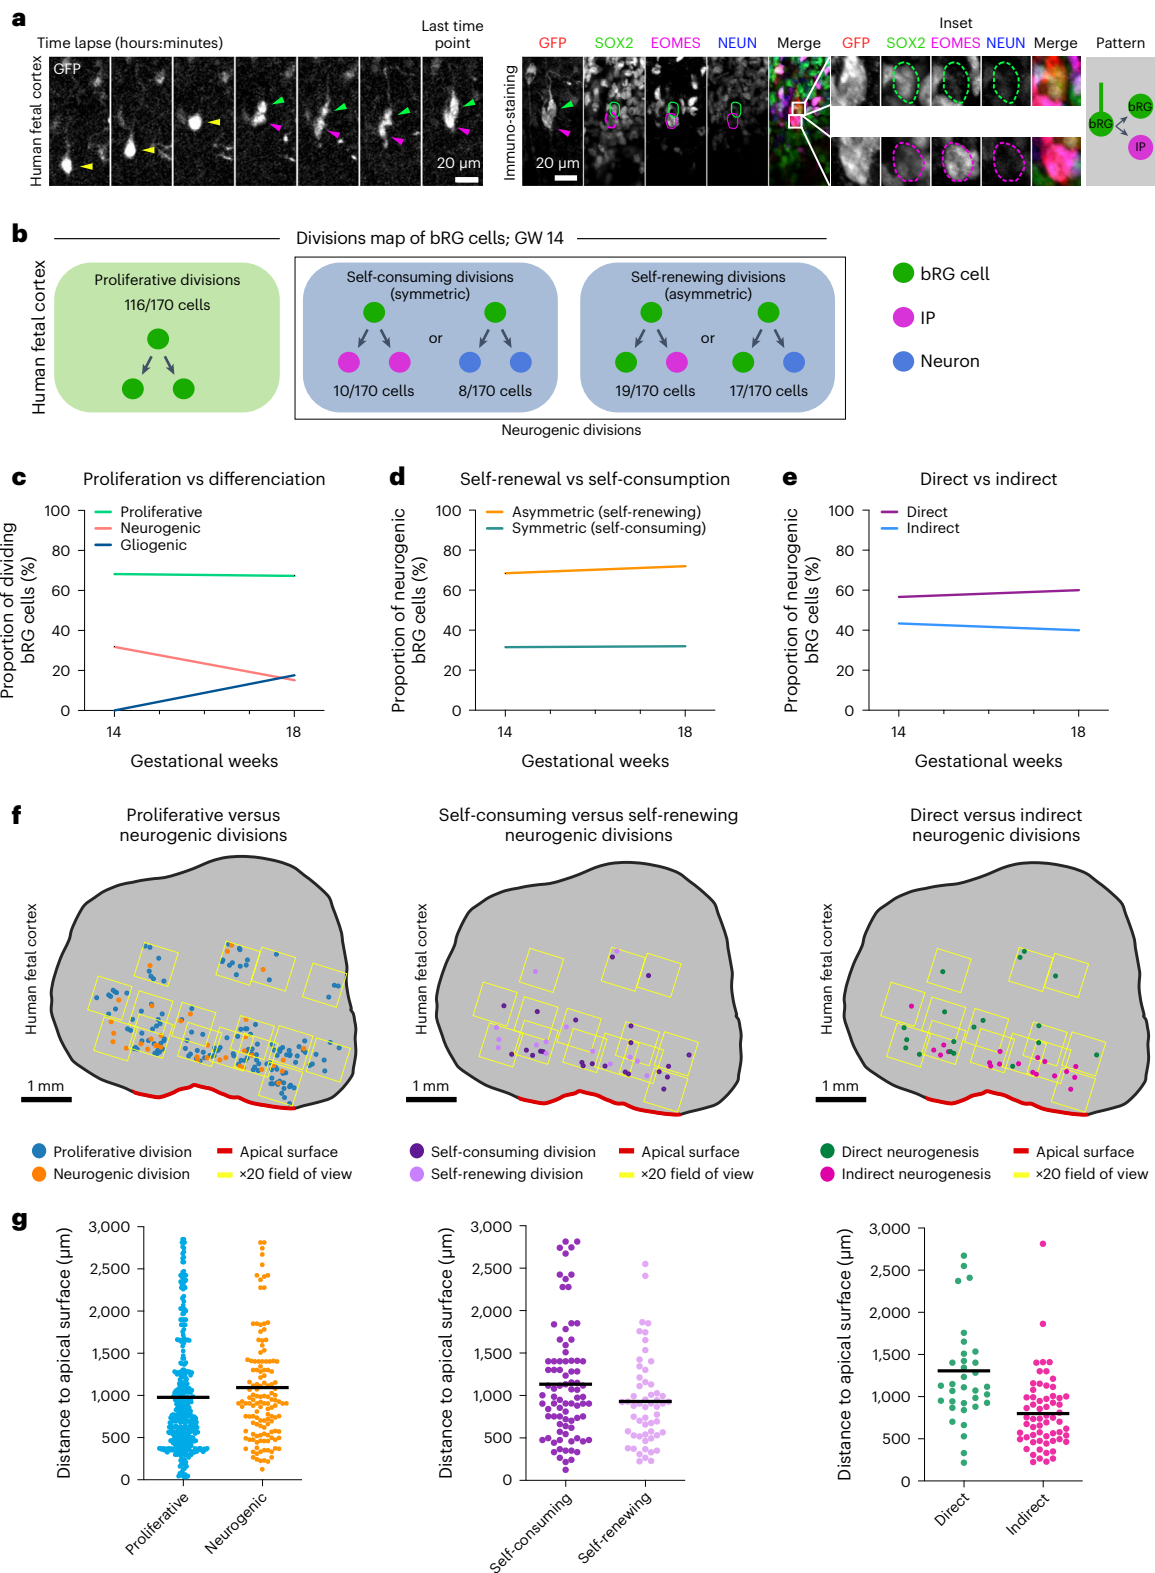 a
Time lapse (hours:minutes)
Last time
point
Human fetal cortex
GFP
20 µm
Immuno-staining
GFP
SOX2
EOMES
NEUN
Merge
20 µm
Inset
GFP
SOX2
EOMES
NEUN
Merge
Pattern
bRG
bRG
IP
b
Divisions map of bRG cells; GW 14
Human fetal cortex
Proliferative divisions
116/170 cells
Self-consuming divisions
(symmetric)
or
10/170 cells
8/170 cells
Self-renewing divisions
(asymmetric)
or
19/170 cells
17/170 cells
Neurogenic divisions
bRG cell
IP
Neuron
c
Proliferation vs differenciation
Proportion of dividing
bRG cells (%)
100
80
60
40
20
0
Proliferative
Neurogenic
Gliogenic
14
18
Gestational weeks
d
Self-renewal vs self-consumption
Proportion of neurogenic
bRG cells (%)
100
80
60
40
20
0
Asymmetric (self-renewing)
Symmetric (self-consuming)
14
18
Gestational weeks
e
Direct vs indirect
Proportion of neurogenic
bRG cells (%)
100
80
60
40
20
0
Direct
Indirect
14
18
Gestational weeks
f
Proliferative versus
neurogenic divisions
Human fetal cortex
1 mm
Proliferative division
Neurogenic division
Apical surface
×20 field of view
Self-consuming versus self-renewing
neurogenic divisions
Human fetal cortex
1 mm
Self-consuming division
Self-renewing division
Apical surface
×20 field of view
Direct versus indirect
neurogenic divisions
Human fetal cortex
1 mm
Direct neurogenesis
Indirect neurogenesis
Apical surface
×20 field of view
g
Distance to apical surface (µm)
3,000
2,500
2,000
1,500
1,000
500
0
Proliferative
Neurogenic
Distance to apical surface (µm)
3,000
2,500
2,000
1,500
1,000
500
0
Self-consuming
Self-renewing
Distance to apical surface (µm)
3,000
2,500
2,000
1,500
1,000
500
0
Direct
Indirect